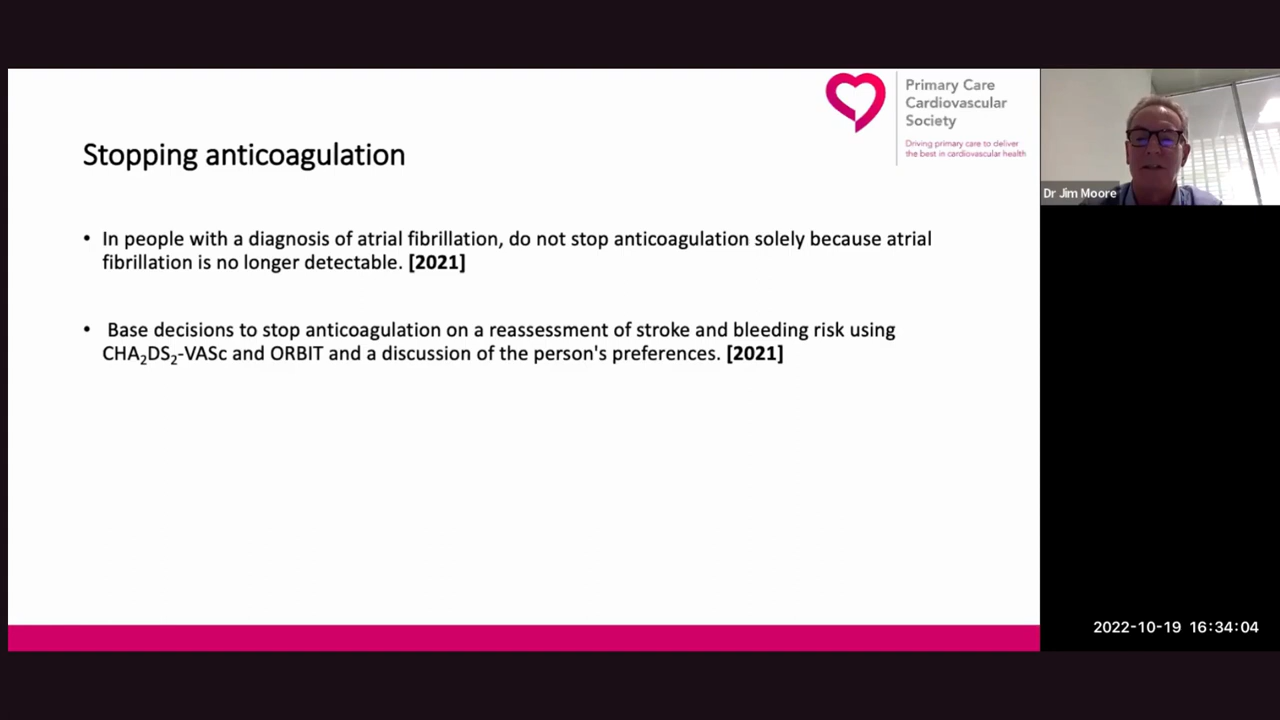 Primary Care
Cardiovascular
Society
Driving primary care to deliver
the best in cardiovascular health
Stopping anticoagulation
• In people with a diagnosis of atrial fibrillation, do not stop anticoagulation solely because atrial
fibrillation is no longer detectable. [2021]
• Base decisions to stop anticoagulation on a reassessment of stroke and bleeding risk using
CHA₂DS₂-VASc and ORBIT and a discussion of the person's preferences. [2021]
Dr Jim Moore
2022-10-19 16:34:04